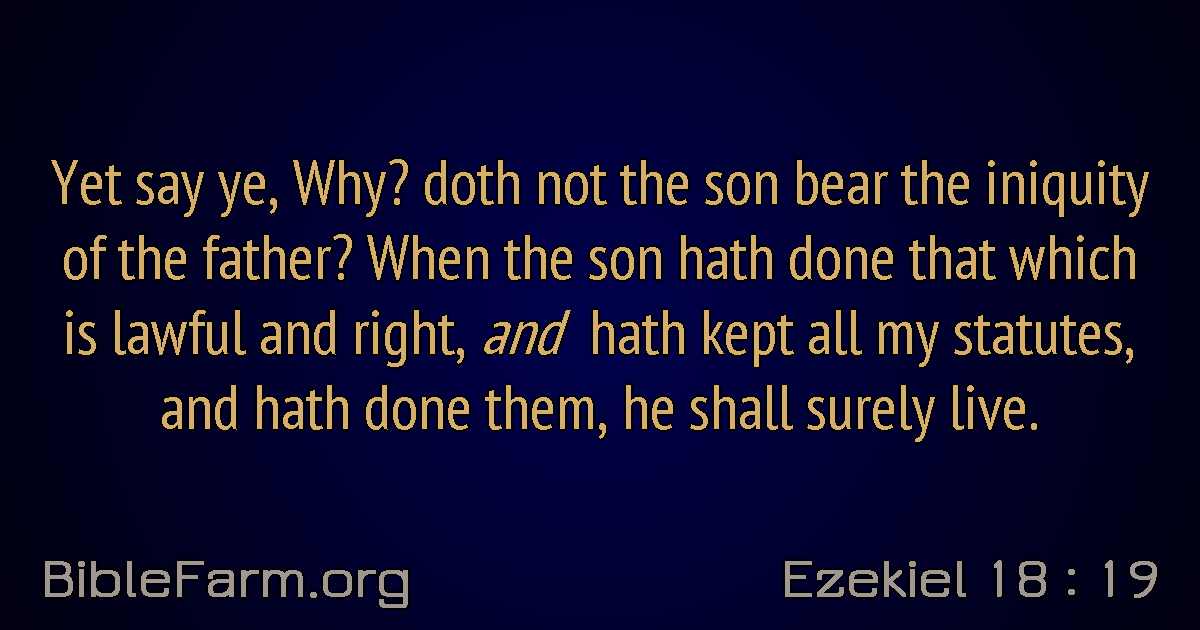 Yet say ye, Why? doth not the son bear the iniquity
of the father? When the son hath done that which
is lawful and right, and hath kept all my statutes,
and hath done them, he shall surely live.
BibleFarm.org
Ezekiel 18 : 19